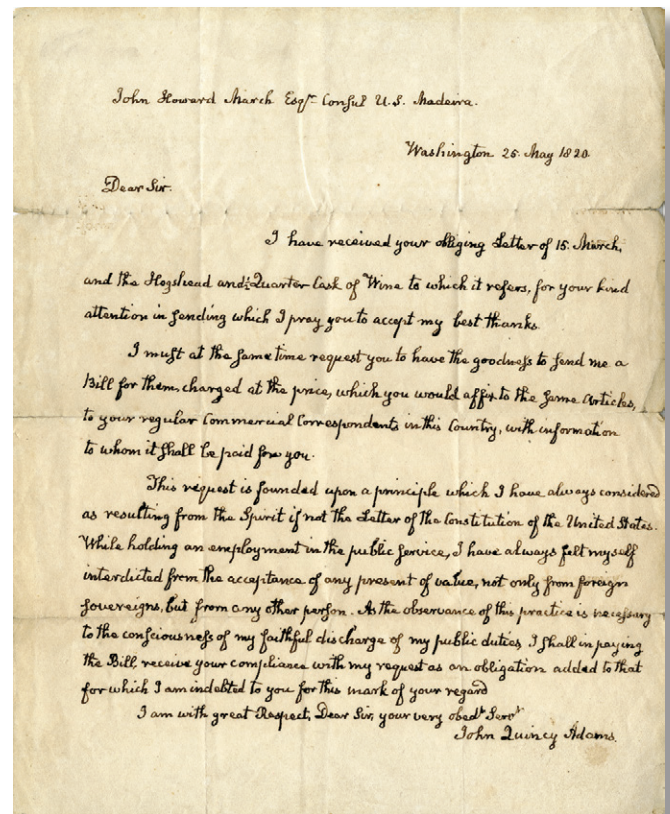 John Howard March Esqr. Consul U.S. Madeira.
Washington 25. May 1820.
Dear Sir.
I have received your obliging Letter of 15. March,
and the Hogshead and Quarter Cask of Wine to which it refers, for your kind
attention in sending which I pray you to accept my best thanks.
I must at the same time request you to have the goodness to send me a
Bill for them, charged at the price, which you would affix to the same Articles,
to your regular Commercial Correspondents in this Country, with information
to whom it shall be paid for you.
This request is founded upon a principle which I have always considered
as resulting from the Spirit if not the Letter of the Constitution of the United States.
While holding an employment in the public service, I have always felt myself
interdicted from the acceptance of any present of value, not only from foreign
sovereigns, but from any other person. As the observance of this practice is necessary
to the consciousness of my faithful discharge of my public duties I shall in paying
the Bill, receive your compliance with my request as an obligation added to that
for which I am indebted to you for this mark of your regard
I am with great Respect, Dear Sir, your very obedt. Servt.
John Quincy Adams.